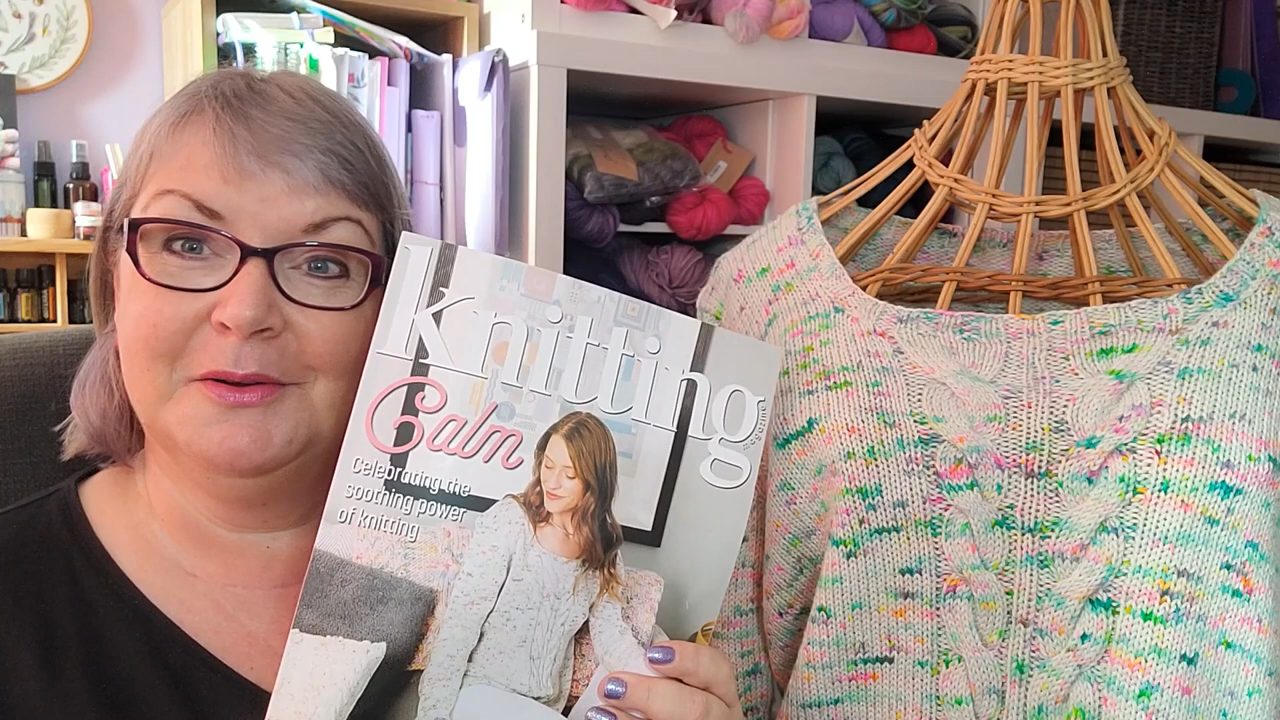 Knitting
magazine
Calm
Celebrating the
soothing power
of knitting